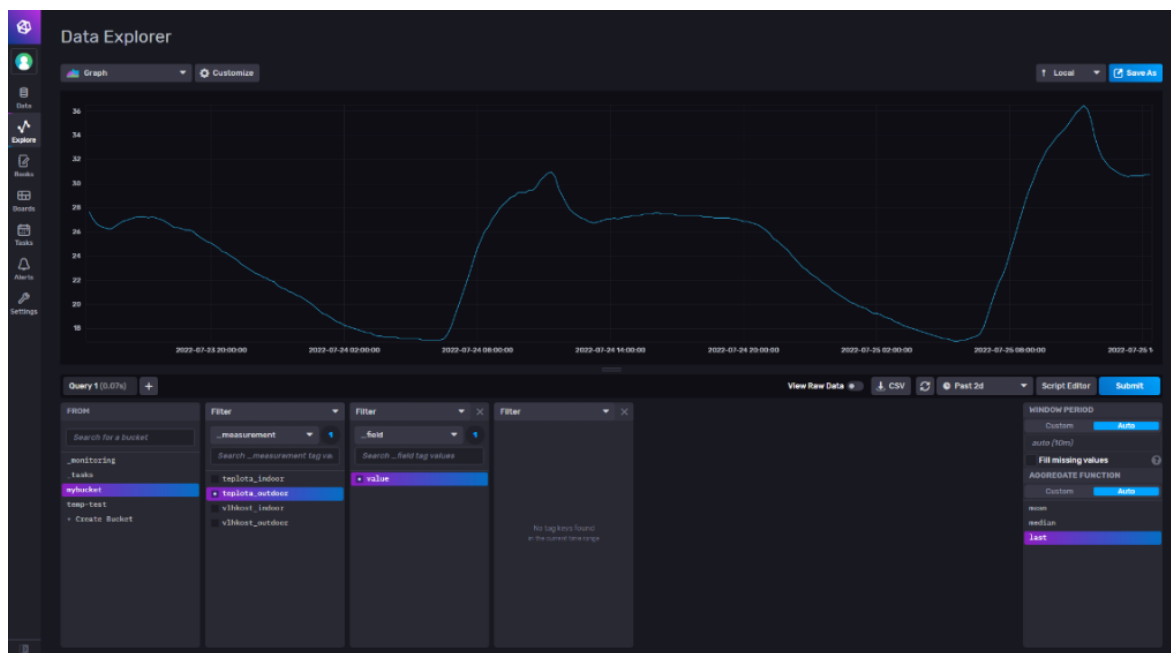 Data Explorer
Graph
Customize
Local
Save As
Data
Explore
Books
Boards
Tasks
Alerts
Settings
36
34
32
30
28
26
24
22
20
18
2022-07-23 20:00:00
2022-07-24 02:00:00
2022-07-24 08:00:00
2022-07-24 14:00:00
2022-07-24 20:00:00
2022-07-25 02:00:00
2022-07-25 08:00:00
2022-07-25 1
Query 1 (0.07s)
+
View Raw Data
CSV
Past 2d
Script Editor
Submit
FROM
Search for a bucket
_monitoring
_tasks
mybucket
temp-test
+ Create Bucket
Filter
_measurement
1
Search _measurement tag va
teplota_indoor
teplota_outdoor
vlhkost_indoor
vlhkost_outdoor
Filter
_field
1
Search _field tag values
value
Filter
No tag keys found
in the current time range
WINDOW PERIOD
Custom
Auto
auto (10m)
Fill missing values
AGGREGATE FUNCTION
Custom
Auto
mean
median
last